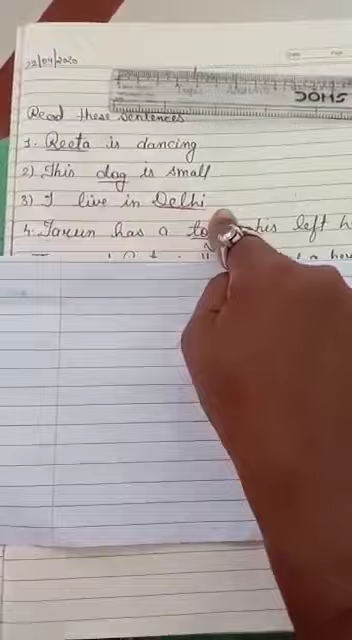 22/04/2020
DOMS
Read these sentences
1. Reeta is dancing
2) This dog is small
3) I live in Delhi
4. Tarun has a his left